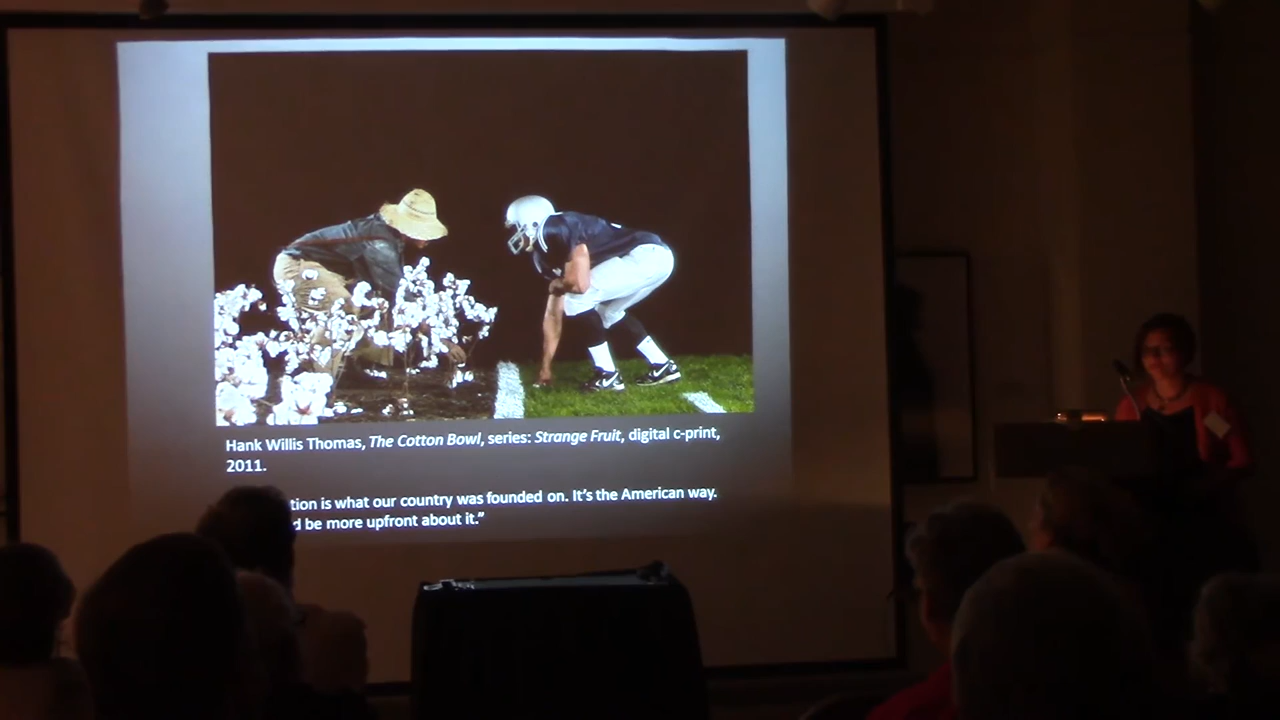 Hank Willis Thomas, The Cotton Bowl, series: Strange Fruit, digital c-print,
2011.
tion is what our country was founded on. It's the American way.
d be more upfront about it."